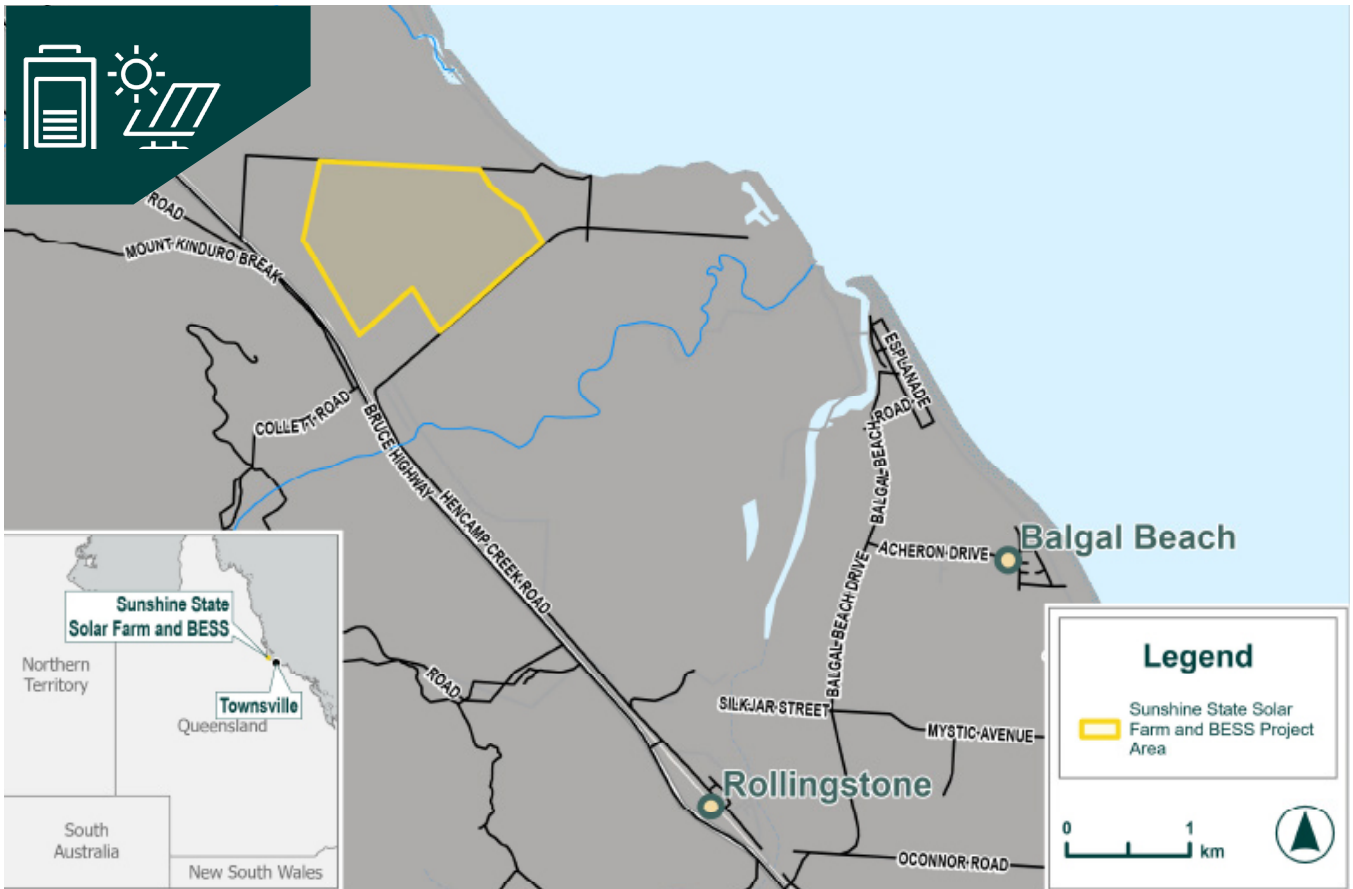 ROAD
MOUNT KINDURO BREAK
COLLETT ROAD
BRUCE HIGHWAY
HENCAMP CREEK ROAD
ESPLANADE
BALGAL BEACH ROAD
ACHERON DRIVE
Balgal Beach
BALGAL BEACH DRIVE
ROAD
SILKJAR STREET
MYSTIC AVENUE
Rollingstone
OCONNOR ROAD
Sunshine State
Solar Farm and BESS
Northern
Territory
Townsville
Queensland
South
Australia
New South Wales
Legend
Sunshine State Solar
Farm and BESS Project
Area
0 1
km